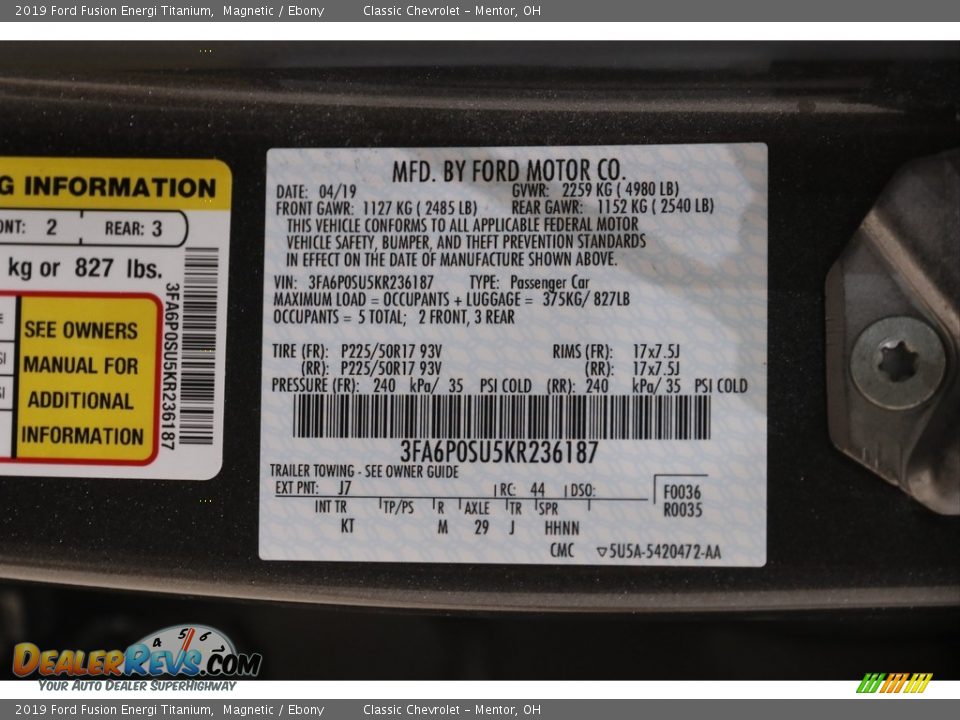 2019 Ford Fusion Energi Titanium, Magnetic / Ebony Classic Chevrolet – Mentor, OH
G INFORMATION
ONT: 2 REAR: 3
kg or 827 lbs.
SEE OWNERS
MANUAL FOR
ADDITIONAL
INFORMATION
3FA6P0SU5KR236187
MFD. BY FORD MOTOR CO.
DATE: 04/19 GVWR: 2259 KG ( 4980 LB)
FRONT GAWR: 1127 KG ( 2485 LB) REAR GAWR: 1152 KG ( 2540 LB)
THIS VEHICLE CONFORMS TO ALL APPLICABLE FEDERAL MOTOR
VEHICLE SAFETY, BUMPER, AND THEFT PREVENTION STANDARDS
IN EFFECT ON THE DATE OF MANUFACTURE SHOWN ABOVE.
VIN: 3FA6P0SU5KR236187 TYPE: Passenger Car
MAXIMUM LOAD = OCCUPANTS + LUGGAGE = 375KG/ 827LB
OCCUPANTS = 5 TOTAL; 2 FRONT, 3 REAR
TIRE (FR): P225/50R17 93V RIMS (FR): 17x7.5J
(RR): P225/50R17 93V (RR): 17x7.5J
PRESSURE (FR): 240 kPa/ 35 PSI COLD (RR): 240 kPa/ 35 PSI COLD
3FA6P0SU5KR236187
TRAILER TOWING - SEE OWNER GUIDE
EXT PNT: J7 RC: 44 DSO:
F0036
R0035
INT TR TP/PS R AXLE TR SPR
KT M 29 J HHNN
CMC ▽5U5A-5420472-AA
4 5 6
DEALERREVS.COM
YOUR AUTO DEALER SUPERHIGHWAY
2019 Ford Fusion Energi Titanium, Magnetic / Ebony Classic Chevrolet – Mentor, OH